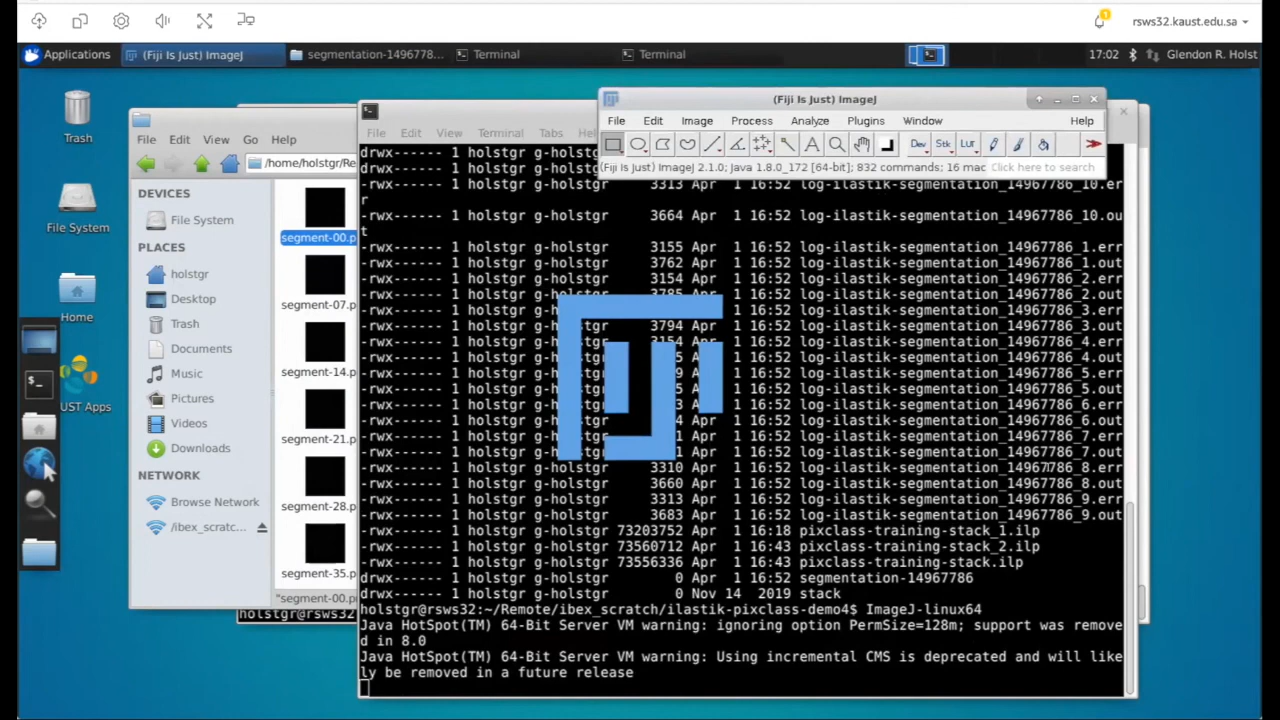 1
rsws32.kaust.edu.sa
Applications
(Fiji Is Just) ImageJ
segmentation-1496778...
Terminal
Terminal
17:02
Glendon R. Holst
Trash
File System
Home
UST Apps
File Edit View Go Help
/home/holstgr/Re
DEVICES
File System
PLACES
holstgr
Desktop
Trash
Documents
Music
Pictures
Videos
Downloads
NETWORK
Browse Network
/ibex_scratc...
segment-00.p
segment-07.p
segment-14.p
segment-21.p
segment-28.p
segment-35.p
"segment-00.p
holstgr@rsws32
(Fiji Is Just) ImageJ
File Edit Image Process Analyze Plugins Window Help
Dev Stk LUT
(Fiji Is Just) ImageJ 2.1.0; Java 1.8.0_172 [64-bit]; 832 commands; 16 mac
Click here to search
File Edit View Terminal Tabs Hel
drwx------ 1 holstgr g-hols
drwx------ 1 holstgr g-hols
-rwx------ 1 holstgr g-holstgr 3313 Apr 1 16:52 log-ilastik-segmentation_14967786_10.er
r
-rwx------ 1 holstgr g-holstgr 3664 Apr 1 16:52 log-ilastik-segmentation_14967786_10.ou
t
-rwx------ 1 holstgr g-holstgr 3155 Apr 1 16:52 log-ilastik-segmentation_14967786_1.err
-rwx------ 1 holstgr g-holstgr 3762 Apr 1 16:52 log-ilastik-segmentation_14967786_1.out
-rwx------ 1 holstgr g-holstgr 3154 Apr 1 16:52 log-ilastik-segmentation_14967786_2.err
-rwx------ 1 holstgr g-holstgr 3785 Apr 1 16:52 log-ilastik-segmentation_14967786_2.out
-rwx------ 1 holstgr g-h Apr 1 16:52 log-ilastik-segmentation_14967786_3.err
-rwx------ 1 holstgr g-h 3794 Apr 1 16:52 log-ilastik-segmentation_14967786_3.out
-rwx------ 1 holstgr g-h 3154 Apr 1 16:52 log-ilastik-segmentation_14967786_4.err
-rwx------ 1 holstgr g-h 5 Apr 1 16:52 log-ilastik-segmentation_14967786_4.out
-rwx------ 1 holstgr g-h 9 Apr 1 16:52 log-ilastik-segmentation_14967786_5.err
-rwx------ 1 holstgr g-h 5 Apr 1 16:52 log-ilastik-segmentation_14967786_5.out
-rwx------ 1 holstgr g-h 3 Apr 1 16:52 log-ilastik-segmentation_14967786_6.err
-rwx------ 1 holstgr g-h 4 Apr 1 16:52 log-ilastik-segmentation_14967786_6.out
-rwx------ 1 holstgr g-h 1 Apr 1 16:52 log-ilastik-segmentation_14967786_7.err
-rwx------ 1 holstgr g-h 1 Apr 1 16:52 log-ilastik-segmentation_14967786_7.out
-rwx------ 1 holstgr g-holstgr 3310 Apr 1 16:52 log-ilastik-segmentation_14967786_8.err
-rwx------ 1 holstgr g-holstgr 3660 Apr 1 16:52 log-ilastik-segmentation_14967786_8.out
-rwx------ 1 holstgr g-holstgr 3313 Apr 1 16:52 log-ilastik-segmentation_14967786_9.err
-rwx------ 1 holstgr g-holstgr 3683 Apr 1 16:52 log-ilastik-segmentation_14967786_9.out
-rwx------ 1 holstgr g-holstgr 73203752 Apr 1 16:18 pixclass-training-stack_1.ilp
-rwx------ 1 holstgr g-holstgr 73560712 Apr 1 16:43 pixclass-training-stack_2.ilp
-rwx------ 1 holstgr g-holstgr 73556336 Apr 1 16:43 pixclass-training-stack.ilp
drwx------ 1 holstgr g-holstgr 0 Apr 1 16:52 segmentation-14967786
drwx------ 1 holstgr g-holstgr 0 Nov 14 2019 stack
holstgr@rsws32:~/Remote/ibex_scratch/ilastik-pixclass-demo4$ ImageJ-linux64
Java HotSpot(TM) 64-Bit Server VM warning: ignoring option PermSize=128m; support was remove
d in 8.0
Java HotSpot(TM) 64-Bit Server VM warning: Using incremental CMS is deprecated and will like
ly be removed in a future release